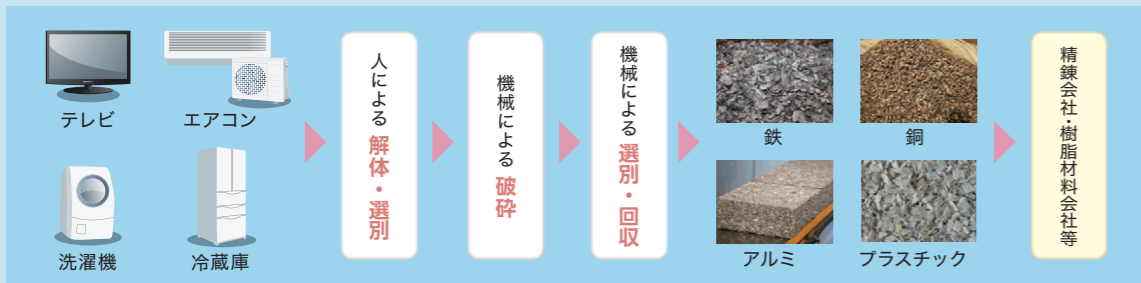 テレビ
エアコン
洗濯機
冷蔵庫
人による 解体・選別
機械による 破砕
機械による 選別・回収
鉄
銅
アルミ
プラスチック
精錬会社・樹脂材料会社等